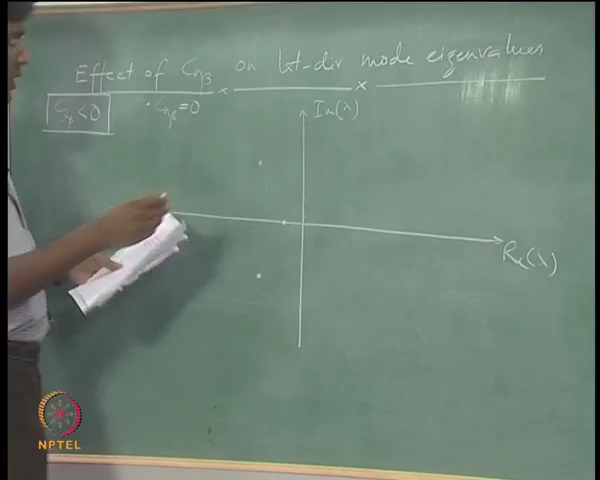 Effect of Cnβ on lat-dir mode eigenvalues
Cnβ < 0 · Cnβ = 0
Im(λ)
Re(λ)
NPTEL